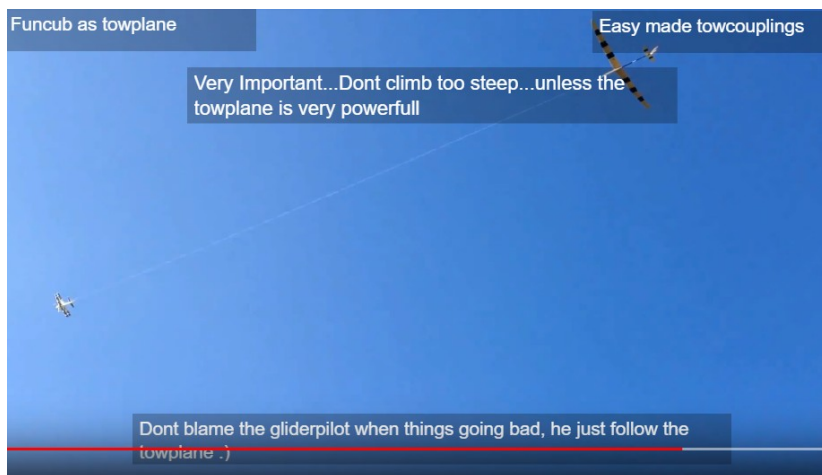 Funcub as towplane
Easy made towcouplings
Very Important...Dont climb too steep...unless the
towplane is very powerfull
Dont blame the gliderpilot when things going bad, he just follow the
towplane :)